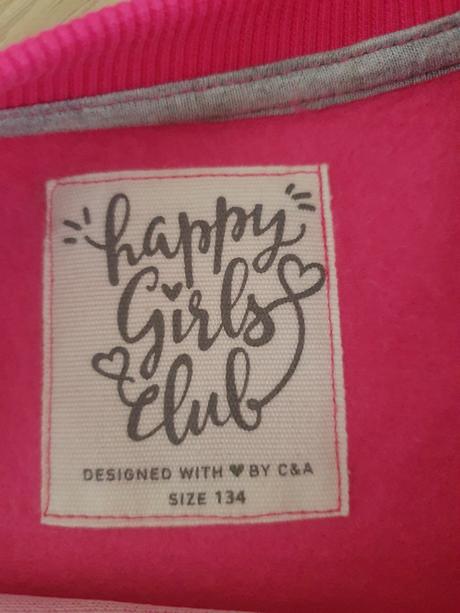 happy
Girls
club
DESIGNED WITH ♥ BY C&A
SIZE 134